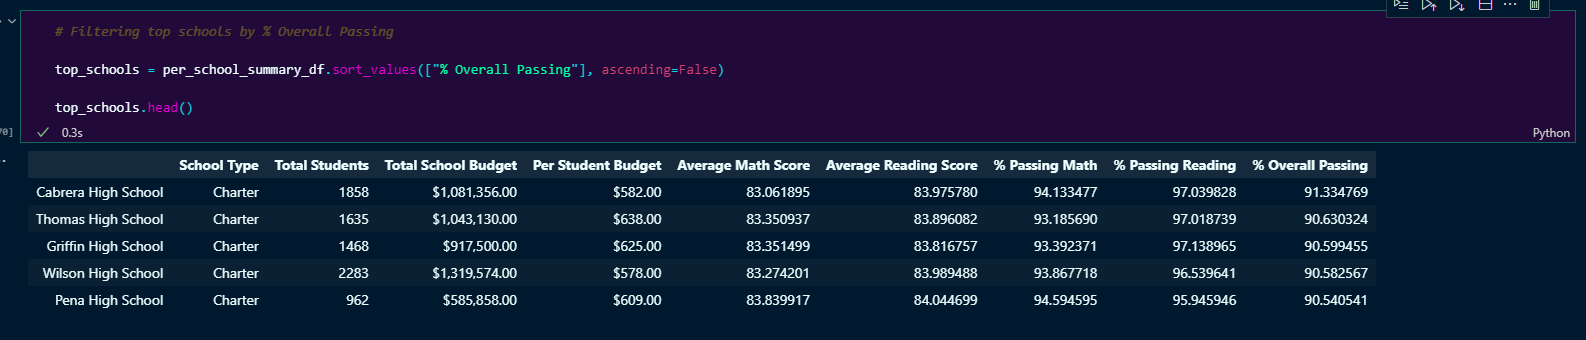 # Filtering top schools by % Overall Passing
top_schools = per_school_summary_df.sort_values(["% Overall Passing"], ascending=False)
top_schools.head()
70]
0.3s
Python
School Type Total Students Total School Budget Per Student Budget Average Math Score Average Reading Score % Passing Math % Passing Reading % Overall Passing
Cabrera High School Charter 1858 $1,081,356.00 $582.00 83.061895 83.975780 94.133477 97.039828 91.334769
Thomas High School Charter 1635 $1,043,130.00 $638.00 83.350937 83.896082 93.185690 97.018739 90.630324
Griffin High School Charter 1468 $917,500.00 $625.00 83.351499 83.816757 93.392371 97.138965 90.599455
Wilson High School Charter 2283 $1,319,574.00 $578.00 83.274201 83.989488 93.867718 96.539641 90.582567
Pena High School Charter 962 $585,858.00 $609.00 83.839917 84.044699 94.594595 95.945946 90.540541